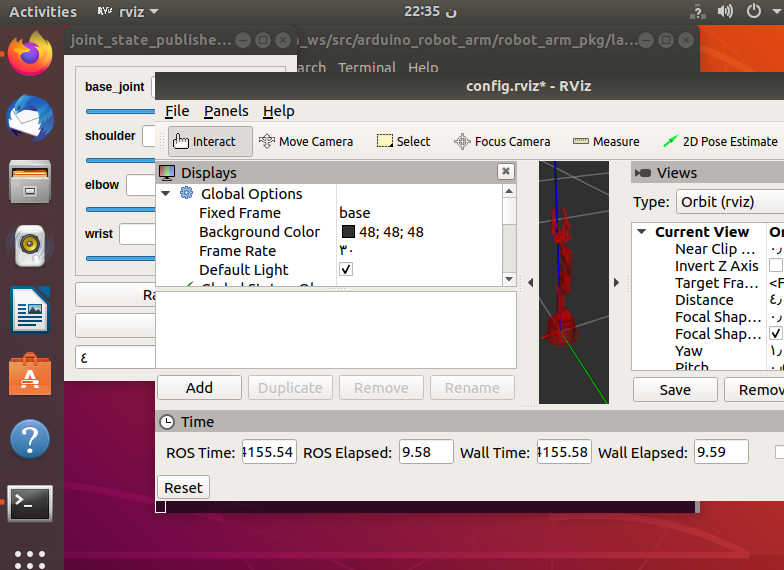 Activities
RViz rviz
22:35 ن
joint_state_publishe...
_ws/src/arduino_robot_arm/robot_arm_pkg/la...
arch Terminal Help
base_joint
shoulder
elbow
wrist
Ra
٤
config.rviz* - RViz
File Panels Help
Interact Move Camera Select Focus Camera Measure 2D Pose Estimate
Displays
Global Options
Fixed Frame base
Background Color 48; 48; 48
Frame Rate ٣٠
Default Light
Add Duplicate Remove Rename
Views
Type: Orbit (rviz)
Current View Or
Near Clip ... ٠٫
Invert Z Axis
Target Fra... <F
Distance ٤٫
Focal Shap... ٠٫
Focal Shap...
Yaw ١٫
Pitch ٠٫
Save Remov
Time
ROS Time: 4155.54 ROS Elapsed: 9.58 Wall Time: 4155.58 Wall Elapsed: 9.59
Reset